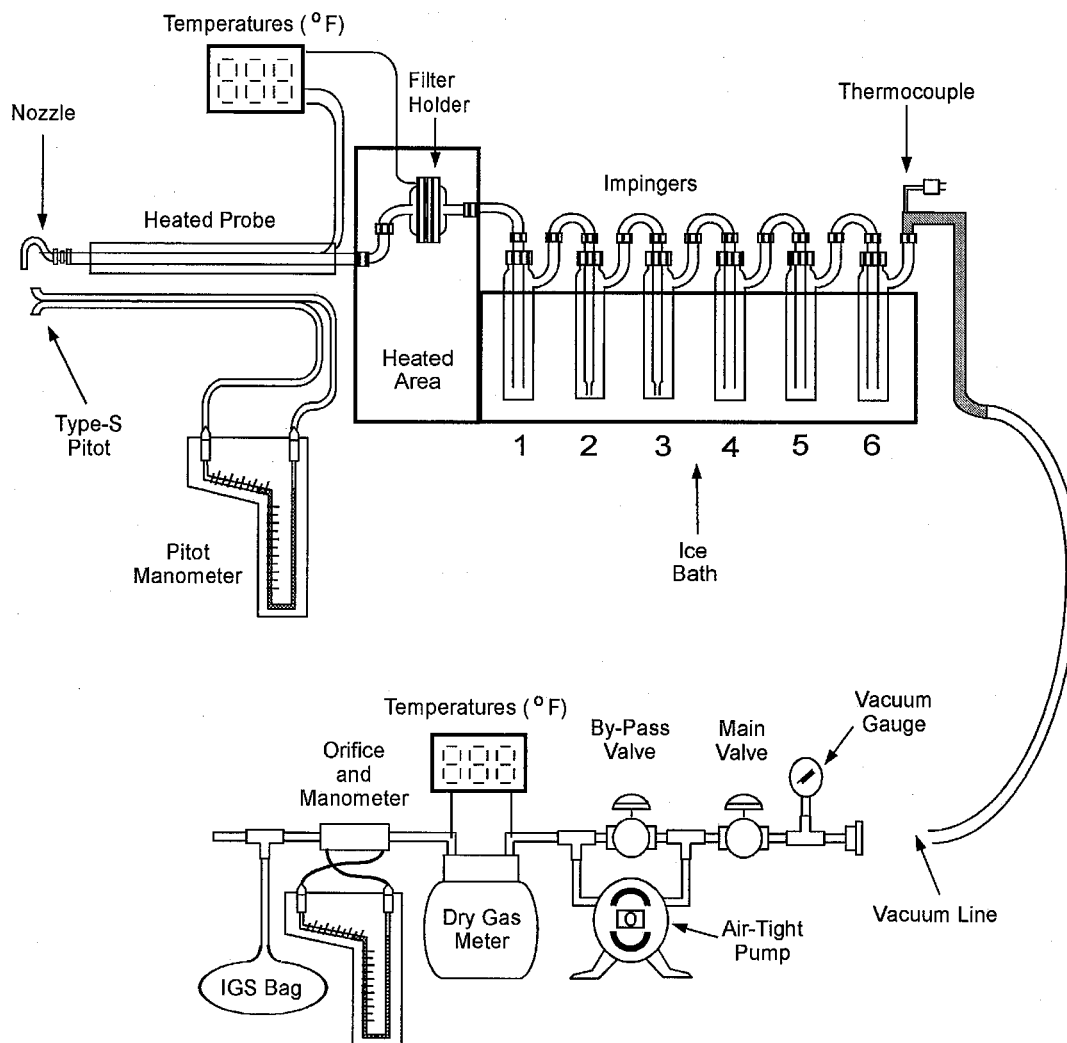 Temperatures (°F)
Nozzle
Filter
Holder
Thermocouple
Heated Probe
Impingers
Heated
Area
Type-S
Pitot
1 2 3 4 5 6
Ice
Bath
Pitot
Manometer
Temperatures (°F)
Orifice
and
Manometer
By-Pass
Valve
Main
Valve
Vacuum
Gauge
Dry Gas
Meter
Air-Tight
Pump
Vacuum Line
IGS Bag